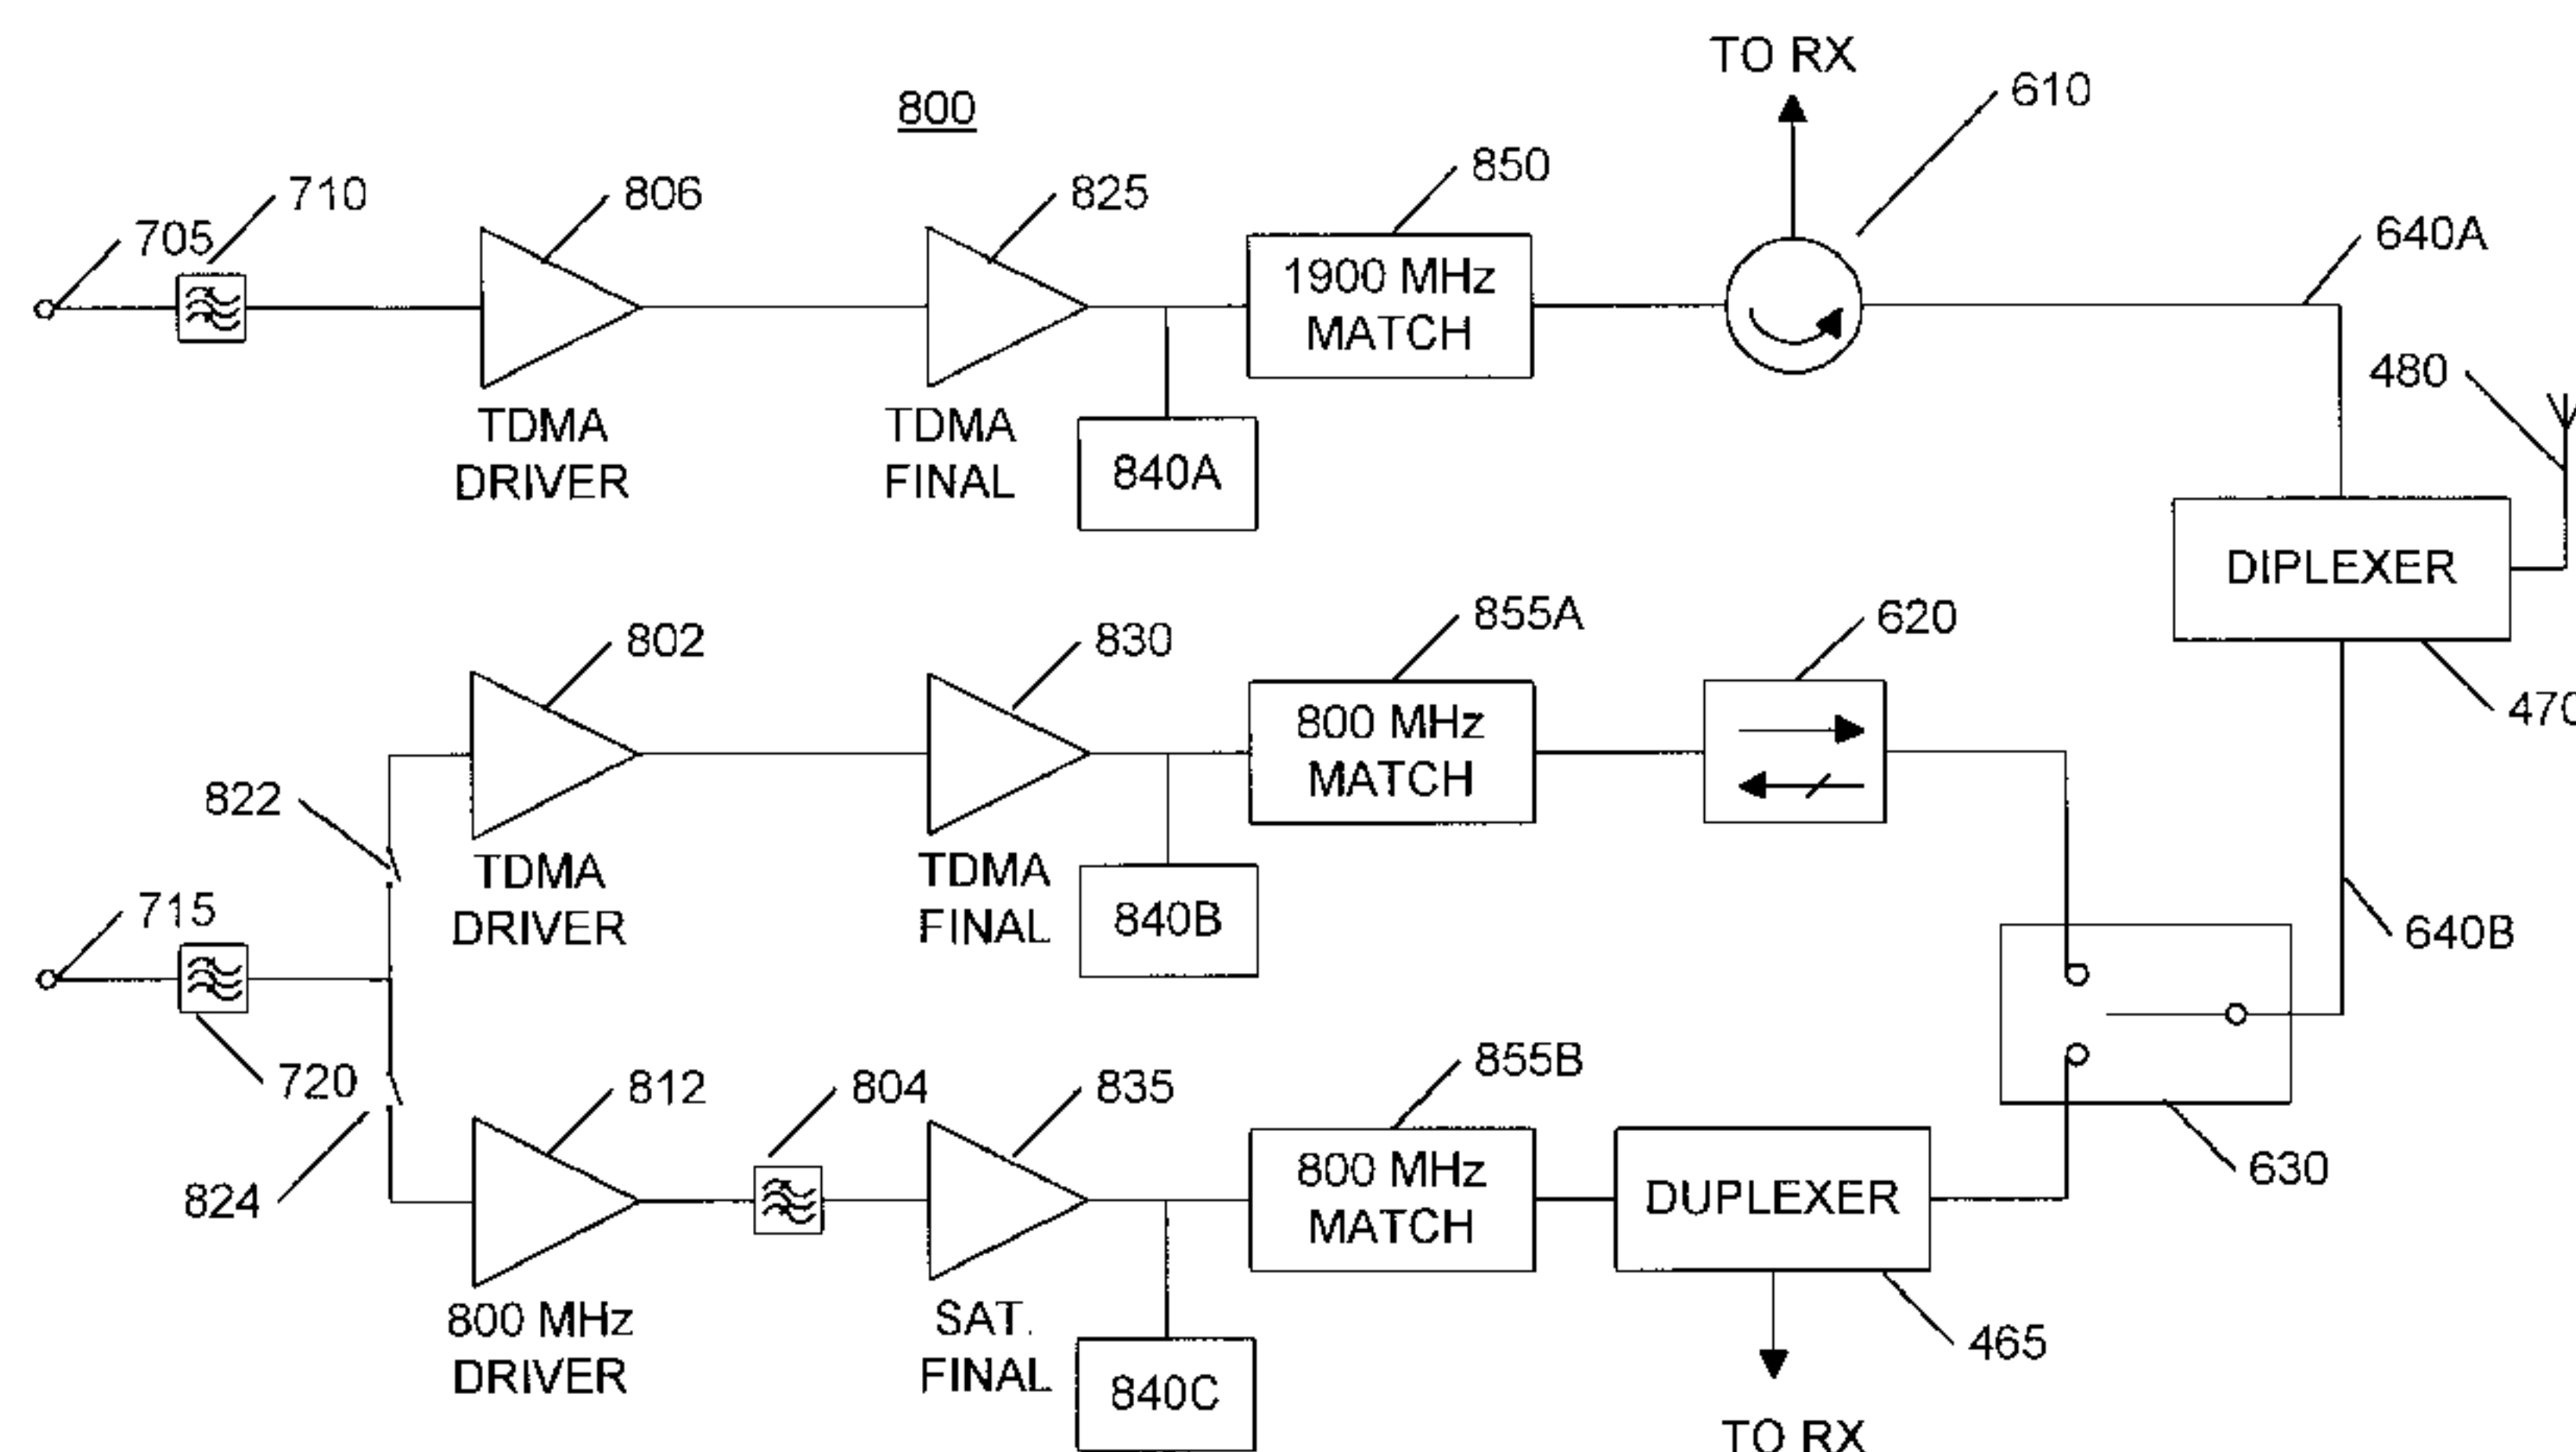 TO RX
610
800
850
710
806
825
705
640A
1900 MHz
MATCH
480
TDMA
DRIVER
TDMA
FINAL
840A
DIPLEXER
855A
620
802
830
470
800 MHz
MATCH
822
TDMA
DRIVER
TDMA
FINAL
715
840B
640B
855B
720
812
804
835
630
824
800 MHz
MATCH
DUPLEXER
800 MHz
DRIVER
SAT.
FINAL
465
840C
TO RX